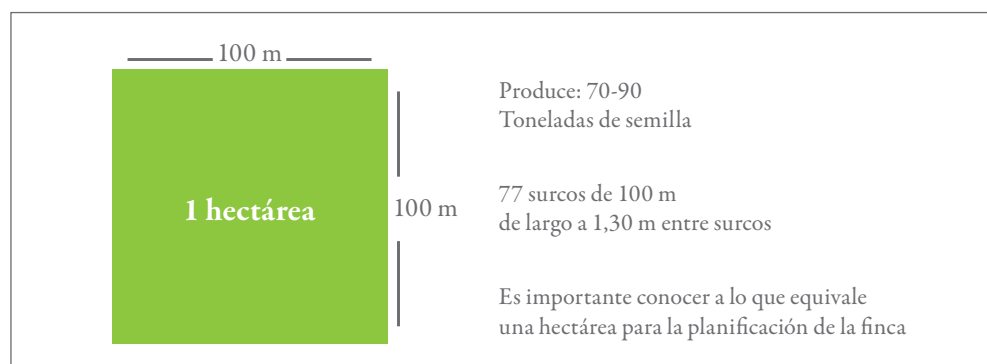 100 m
1 hectárea
100 m
Produce: 70-90
Toneladas de semilla
77 surcos de 100 m
de largo a 1,30 m entre surcos
Es importante conocer a lo que equivale
una hectárea para la planificación de la finca